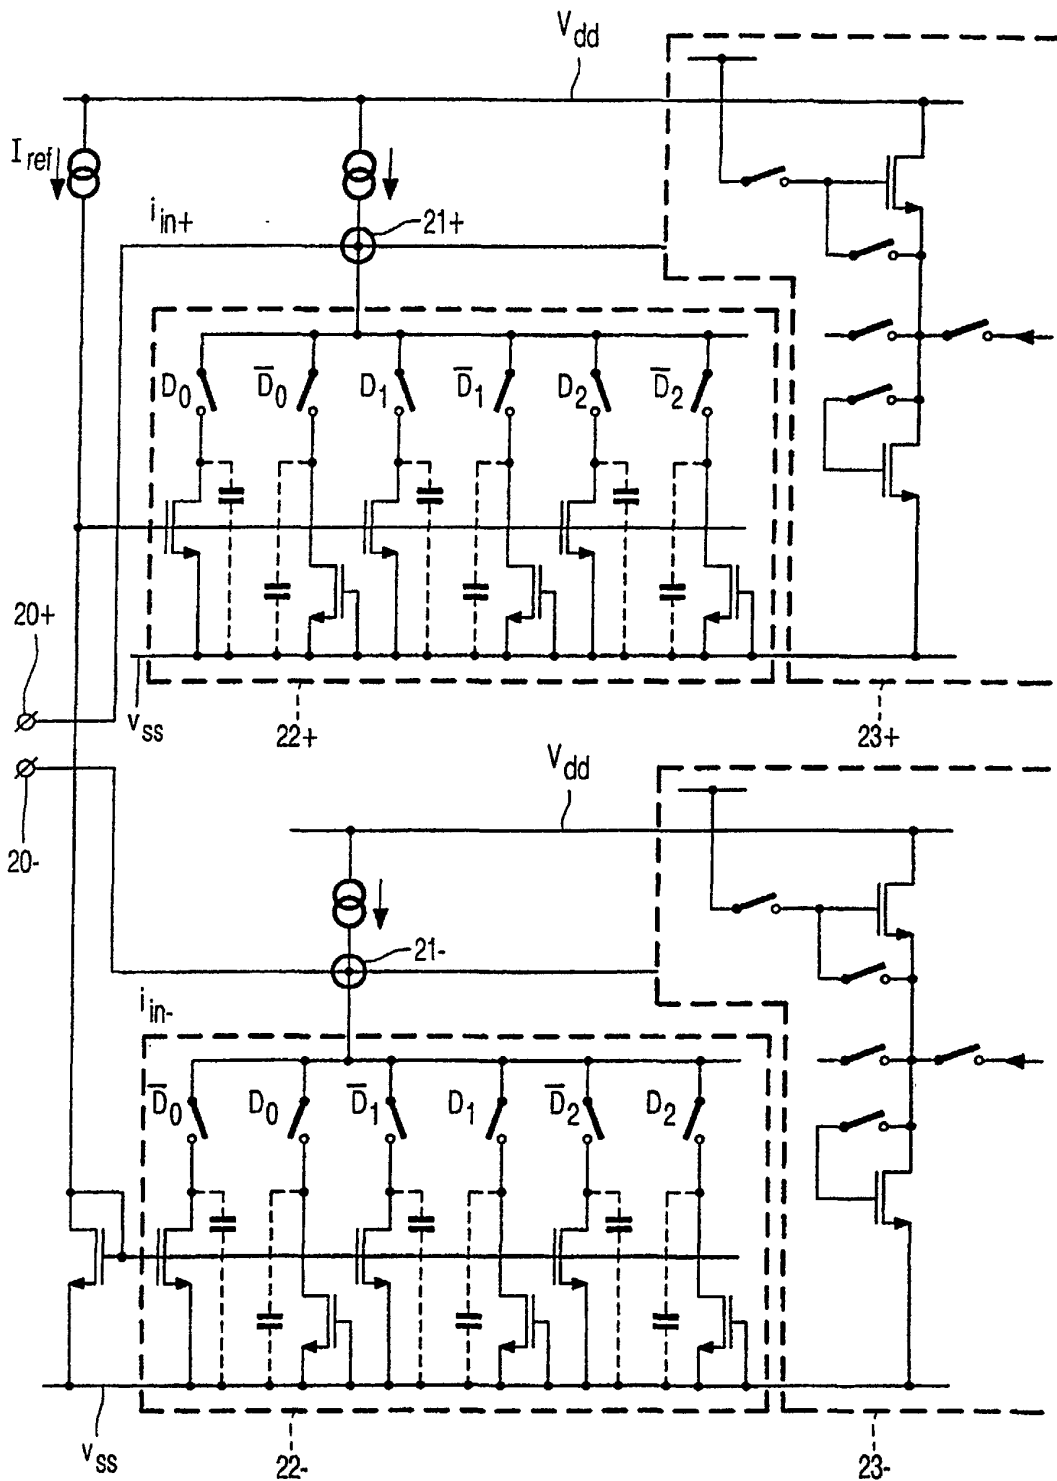 Vdd
Iref
iin+
21+
D0 D̅0 D1 D̅1 D2 D̅2
20+
vss
22+
23+
20-
Vdd
21-
iin-
D̅0 D0 D̅1 D1 D̅2 D2
vss
22-
23-